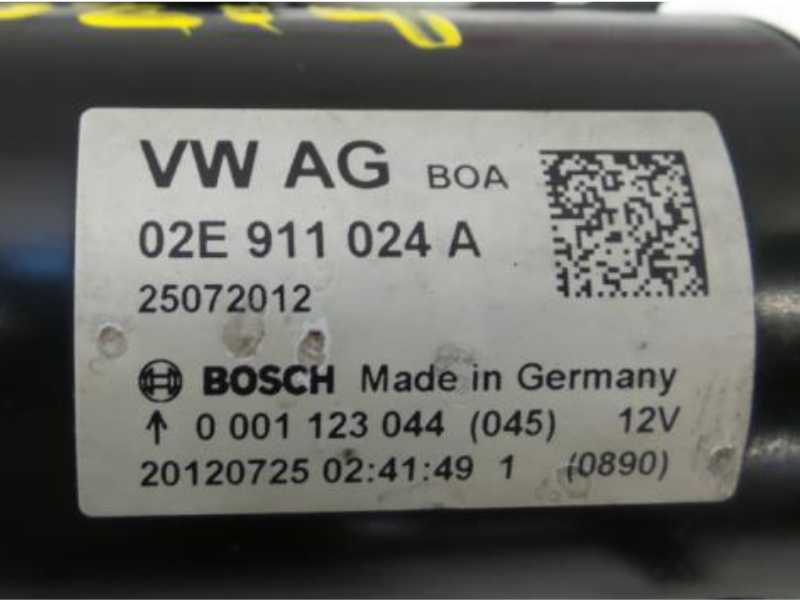 VW AG BOA
02E 911 024 A
25072012
BOSCH Made in Germany
↑ 0 001 123 044 (045) 12V
20120725 02:41:49 1 (0890)